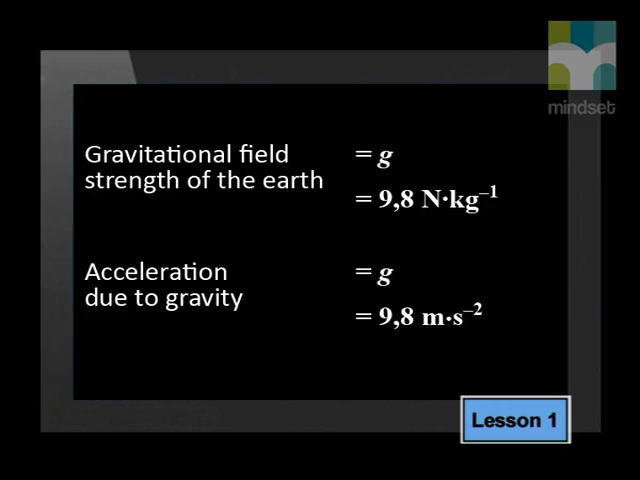 mindset
Gravitational field = g
strength of the earth
= 9,8 N·kg⁻¹
Acceleration = g
due to gravity
= 9,8 m·s⁻²
Lesson 1